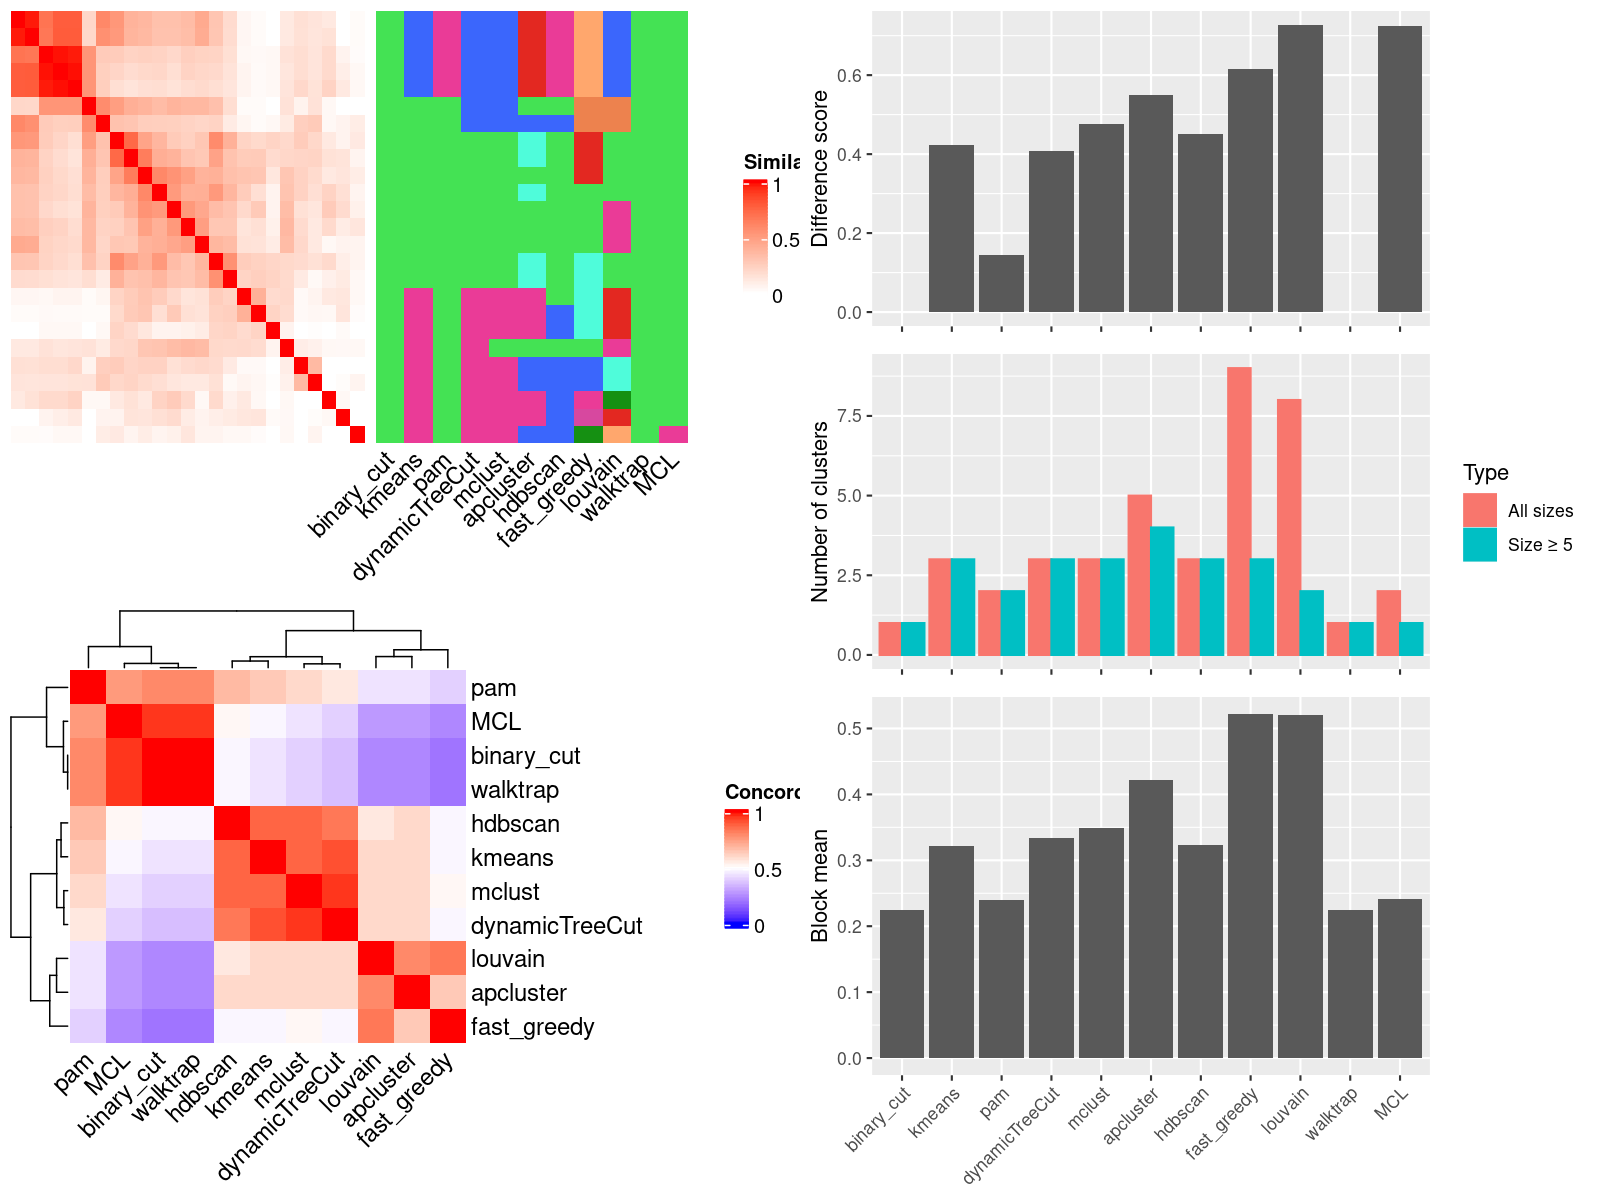 Simila
1
0.5
0
binary_cut
kmeans
pam
dynamicTreeCut
mclust
apcluster
hdbscan
fast_greedy
louvain
walktrap
MCL
Difference score
0.6
0.4
0.2
0.0
Number of clusters
7.5
5.0
2.5
0.0
Type
All sizes
Size ≥ 5
pam
MCL
binary_cut
walktrap
hdbscan
kmeans
mclust
dynamicTreeCut
louvain
apcluster
fast_greedy
pam
MCL
binary_cut
walktrap
hdbscan
kmeans
mclust
dynamicTreeCut
louvain
apcluster
fast_greedy
Concord
1
0.5
0
Block mean
0.5
0.4
0.3
0.2
0.1
0.0
binary_cut
kmeans
pam
dynamicTreeCut
mclust
apcluster
hdbscan
fast_greedy
louvain
walktrap
MCL